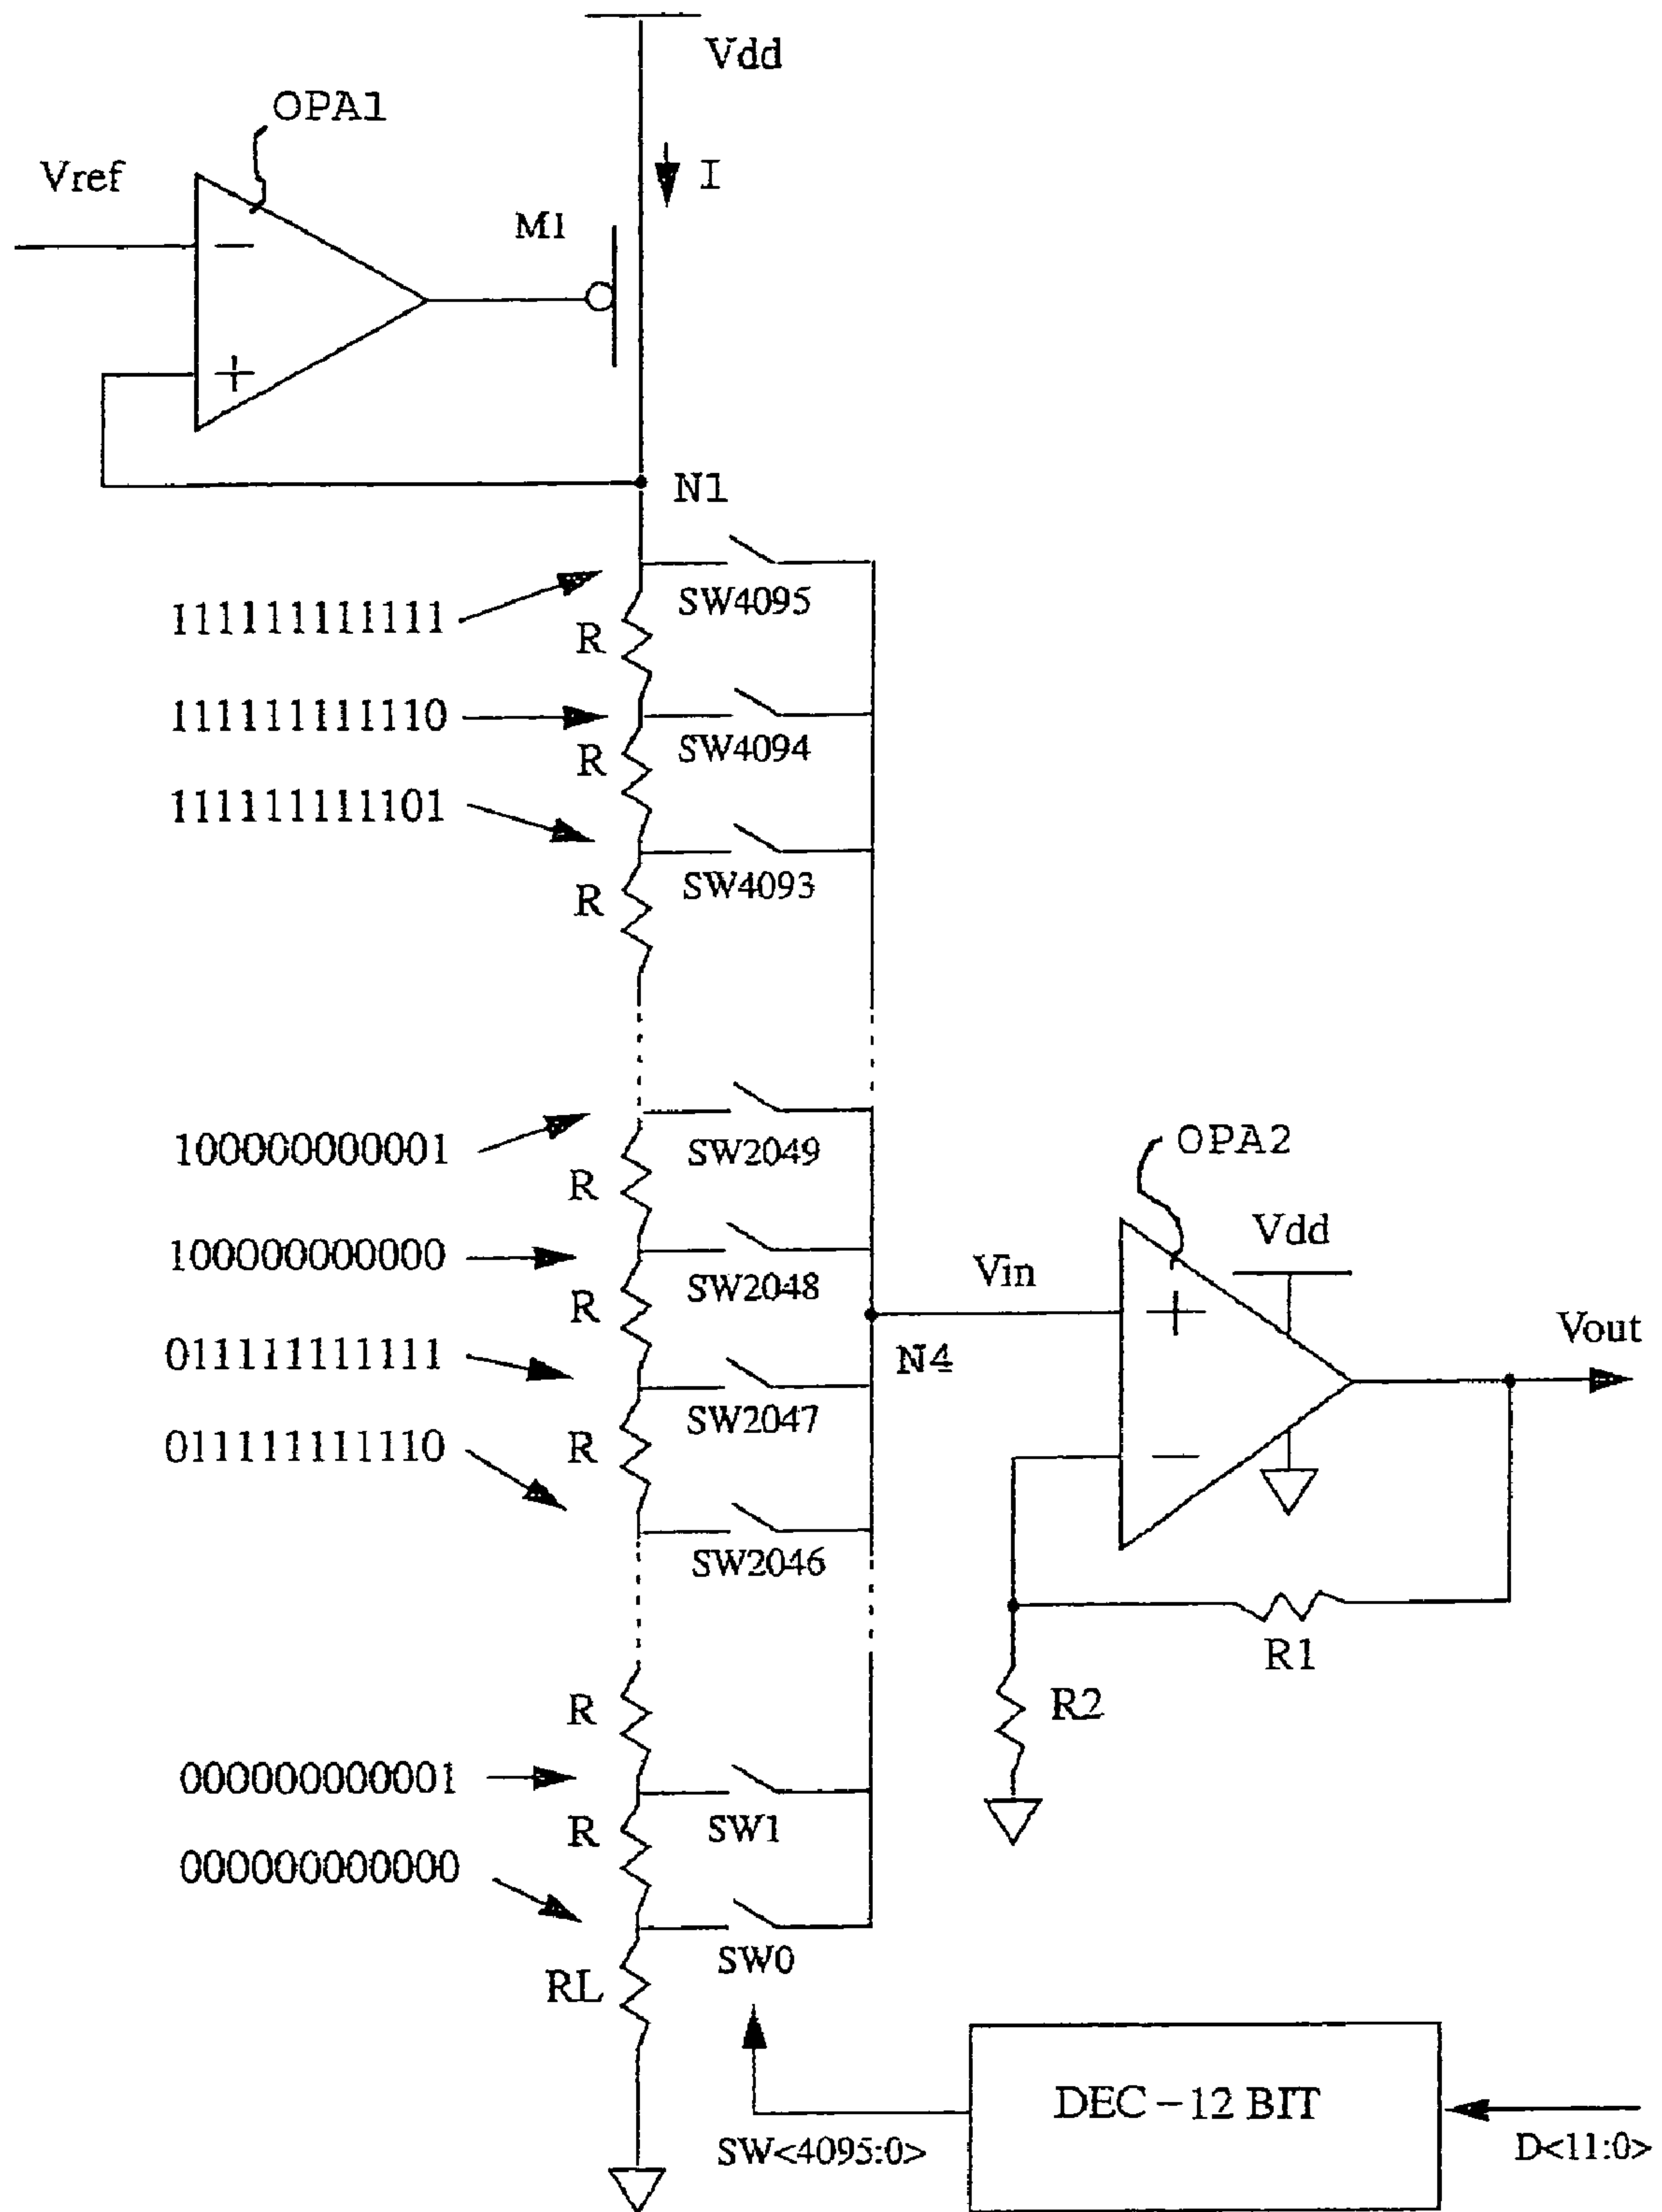 Vdd
OPA1
Vref
I
M1
−
+
N1
SW4095
111111111111
R
111111111110
SW4094
R
111111111101
SW4093
R
100000000001
SW2049
R
OPA2
100000000000
SW2048
R
Vdd
Vin
+
Vout
011111111111
N4
SW2047
011111111110
R
−
SW2046
R1
R
R2
000000000001
SW1
R
000000000000
SW0
RL
DEC – 12 BIT
SW<4095:0>
D<11:0>